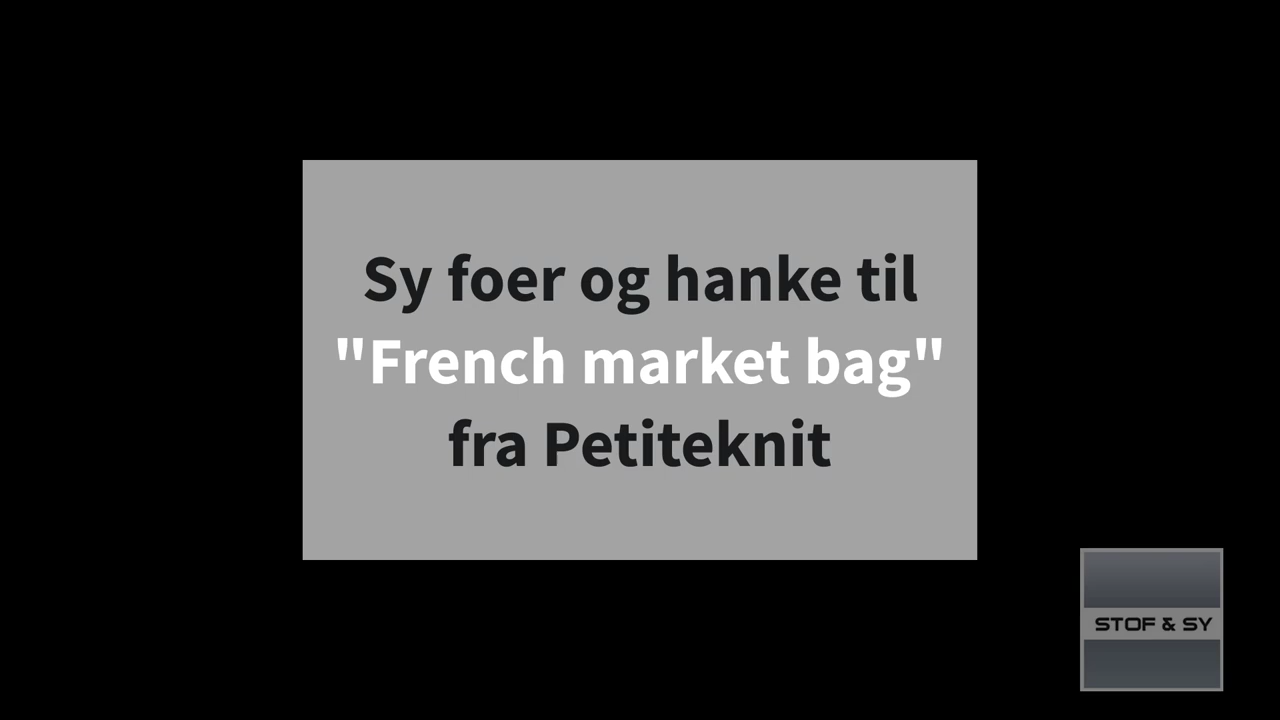 Sy foer og hanke til
"French market bag"
fra Petiteknit
STOF & SY